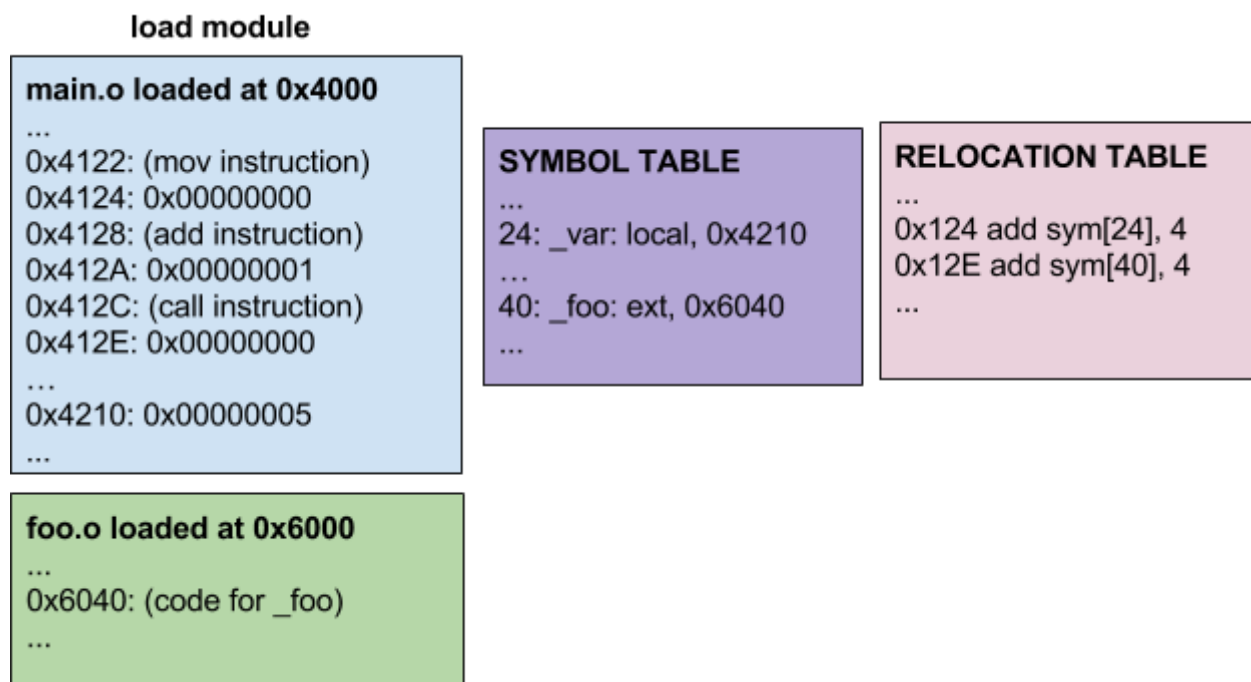 load module
main.o loaded at 0x4000
...
0x4122: (mov instruction)
0x4124: 0x00000000
0x4128: (add instruction)
0x412A: 0x00000001
0x412C: (call instruction)
0x412E: 0x00000000
...
0x4210: 0x00000005
...
SYMBOL TABLE
...
24: _var: local, 0x4210
...
40: _foo: ext, 0x6040
...
RELOCATION TABLE
...
0x124 add sym[24], 4
0x12E add sym[40], 4
...
foo.o loaded at 0x6000
...
0x6040: (code for _foo)
...